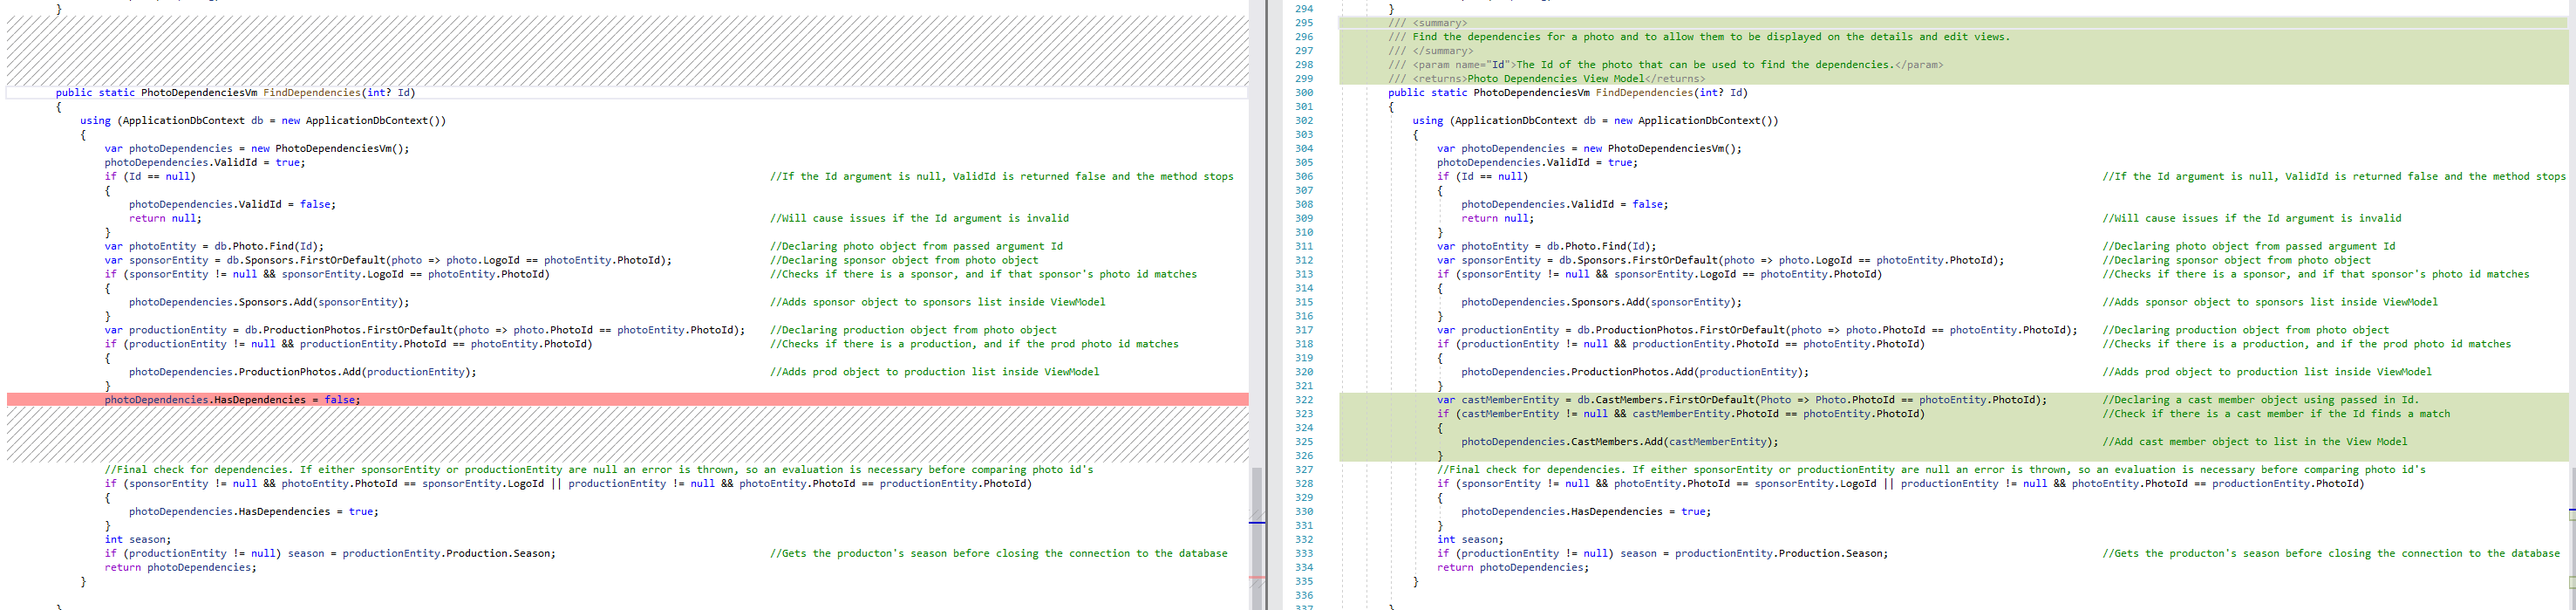 }
public static PhotoDependenciesVm FindDependencies(int? Id)
{
using (ApplicationDbContext db = new ApplicationDbContext())
{
var photoDependencies = new PhotoDependenciesVm();
photoDependencies.ValidId = true;
if (Id == null) //If the Id argument is null, ValidId is returned false and the method stops
{
photoDependencies.ValidId = false;
return null; //Will cause issues if the Id argument is invalid
}
var photoEntity = db.Photo.Find(Id); //Declaring photo object from passed argument Id
var sponsorEntity = db.Sponsors.FirstOrDefault(photo => photo.LogoId == photoEntity.PhotoId); //Declaring sponsor object from photo object
if (sponsorEntity != null && sponsorEntity.LogoId == photoEntity.PhotoId) //Checks if there is a sponsor, and if that sponsor's photo id matches
{
photoDependencies.Sponsors.Add(sponsorEntity); //Adds sponsor object to sponsors list inside ViewModel
}
var productionEntity = db.ProductionPhotos.FirstOrDefault(photo => photo.PhotoId == photoEntity.PhotoId); //Declaring production object from photo object
if (productionEntity != null && productionEntity.PhotoId == photoEntity.PhotoId) //Checks if there is a production, and if the prod photo id matches
{
photoDependencies.ProductionPhotos.Add(productionEntity); //Adds prod object to production list inside ViewModel
}
photoDependencies.HasDependencies = false;
//Final check for dependencies. If either sponsorEntity or productionEntity are null an error is thrown, so an evaluation is necessary before comparing photo id's
if (sponsorEntity != null && photoEntity.PhotoId == sponsorEntity.LogoId || productionEntity != null && photoEntity.PhotoId == productionEntity.PhotoId)
{
photoDependencies.HasDependencies = true;
}
int season;
if (productionEntity != null) season = productionEntity.Production.Season; //Gets the producton's season before closing the connection to the database
return photoDependencies;
}
294 }
295 /// <summary>
296 /// Find the dependencies for a photo and to allow them to be displayed on the details and edit views.
297 /// </summary>
298 /// <param name="Id">The Id of the photo that can be used to find the dependencies.</param>
299 /// <returns>Photo Dependencies View Model</returns>
300 public static PhotoDependenciesVm FindDependencies(int? Id)
301 {
302 using (ApplicationDbContext db = new ApplicationDbContext())
303 {
304 var photoDependencies = new PhotoDependenciesVm();
305 photoDependencies.ValidId = true;
306 if (Id == null) //If the Id argument is null, ValidId is returned false and the method stops
307 {
308 photoDependencies.ValidId = false;
309 return null; //Will cause issues if the Id argument is invalid
310 }
311 var photoEntity = db.Photo.Find(Id); //Declaring photo object from passed argument Id
312 var sponsorEntity = db.Sponsors.FirstOrDefault(photo => photo.LogoId == photoEntity.PhotoId); //Declaring sponsor object from photo object
313 if (sponsorEntity != null && sponsorEntity.LogoId == photoEntity.PhotoId) //Checks if there is a sponsor, and if that sponsor's photo id matches
314 {
315 photoDependencies.Sponsors.Add(sponsorEntity); //Adds sponsor object to sponsors list inside ViewModel
316 }
317 var productionEntity = db.ProductionPhotos.FirstOrDefault(photo => photo.PhotoId == photoEntity.PhotoId); //Declaring production object from photo object
318 if (productionEntity != null && productionEntity.PhotoId == photoEntity.PhotoId) //Checks if there is a production, and if the prod photo id matches
319 {
320 photoDependencies.ProductionPhotos.Add(productionEntity); //Adds prod object to production list inside ViewModel
321 }
322 var castMemberEntity = db.CastMembers.FirstOrDefault(Photo => Photo.PhotoId == photoEntity.PhotoId); //Declaring a cast member object using passed in Id.
323 if (castMemberEntity != null && castMemberEntity.PhotoId == photoEntity.PhotoId) //Check if there is a cast member if the Id finds a match
324 {
325 photoDependencies.CastMembers.Add(castMemberEntity); //Add cast member object to list in the View Model
326 }
327 //Final check for dependencies. If either sponsorEntity or productionEntity are null an error is thrown, so an evaluation is necessary before comparing photo id's
328 if (sponsorEntity != null && photoEntity.PhotoId == sponsorEntity.LogoId || productionEntity != null && photoEntity.PhotoId == productionEntity.PhotoId)
329 {
330 photoDependencies.HasDependencies = true;
331 }
332 int season;
333 if (productionEntity != null) season = productionEntity.Production.Season; //Gets the producton's season before closing the connection to the database
334 return photoDependencies;
335 }
336